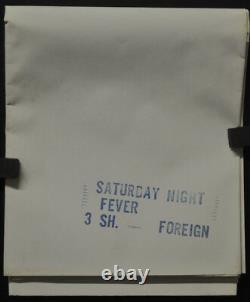 SATURDAY NIGHT
FEVER
3 SH. — FOREIGN